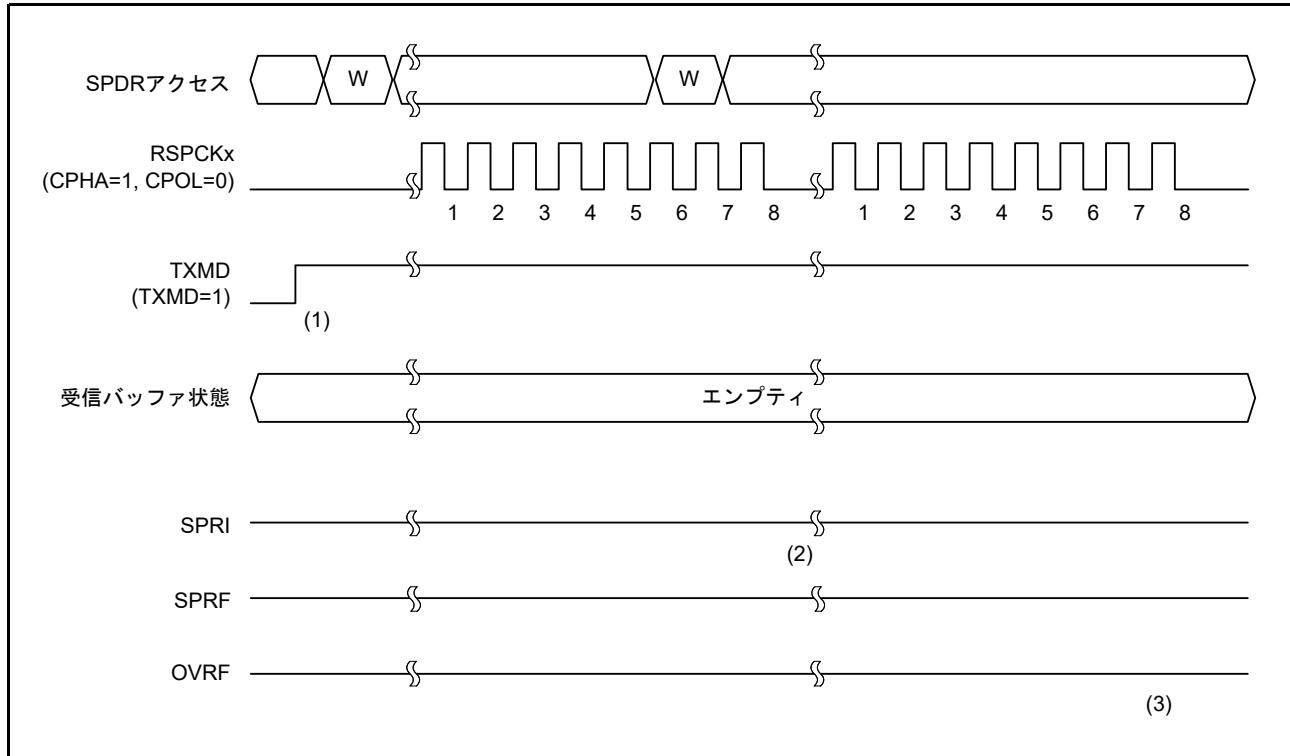 SPDRアクセス
W
W
RSPCKx
(CPHA=1, CPOL=0)
1 2 3 4 5 6 7 8
1 2 3 4 5 6 7 8
TXMD
(TXMD=1)
(1)
受信バッファ状態
エンプティ
SPRI
(2)
SPRF
OVRF
(3)